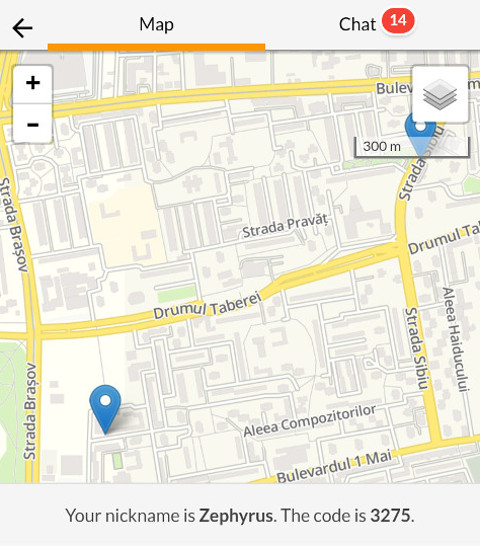 Map
Chat 14
+
-
Bulev
300 m
Strada Sibiu
Strada Brașov
Strada Pravăț
Drumul Ta
Drumul Taberei
Aleea Haiducului
Strada Sibiu
Strada Brașov
Aleea Compozitorilor
Bulevardul 1 Mai
Your nickname is Zephyrus. The code is 3275.